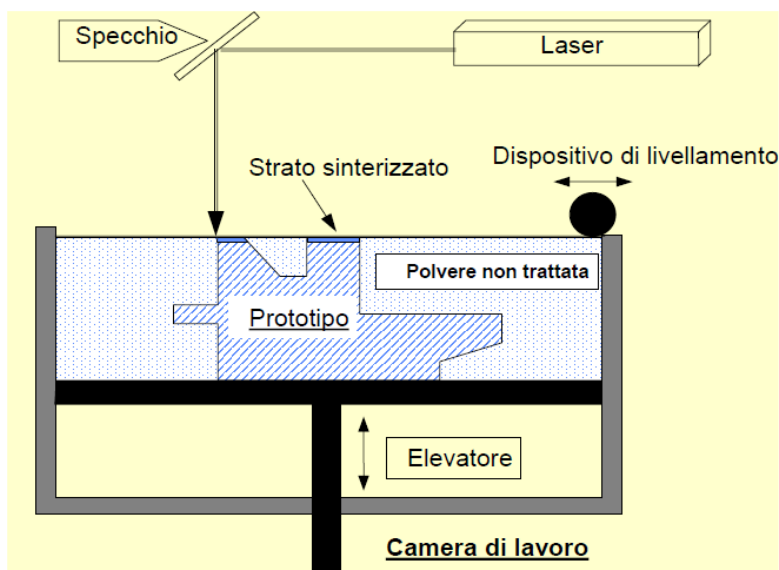 Specchio
Laser
Dispositivo di livellamento
Strato sinterizzato
Polvere non trattata
Prototipo
Elevatore
Camera di lavoro